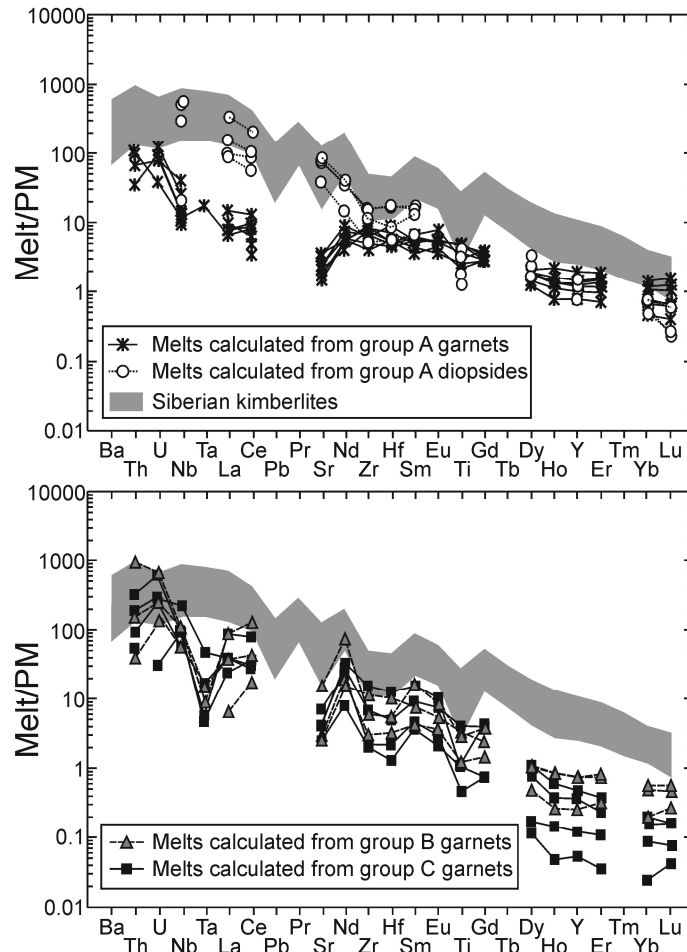 10000
1000
100
10
1
0.1
0.01
Melt/PM
Melts calculated from group A garnets
Melts calculated from group A diopsides
Siberian kimberlites
Ba U Ta Ce Pr Nd Hf Eu Gd Dy Y Tm Lu
Th Nb La Pb Sr Zr Sm Ti Tb Ho Er Yb
10000
1000
100
10
1
0.1
0.01
Melt/PM
Melts calculated from group B garnets
Melts calculated from group C garnets
Ba U Ta Ce Pr Nd Hf Eu Gd Dy Y Tm Lu
Th Nb La Pb Sr Zr Sm Ti Tb Ho Er Yb